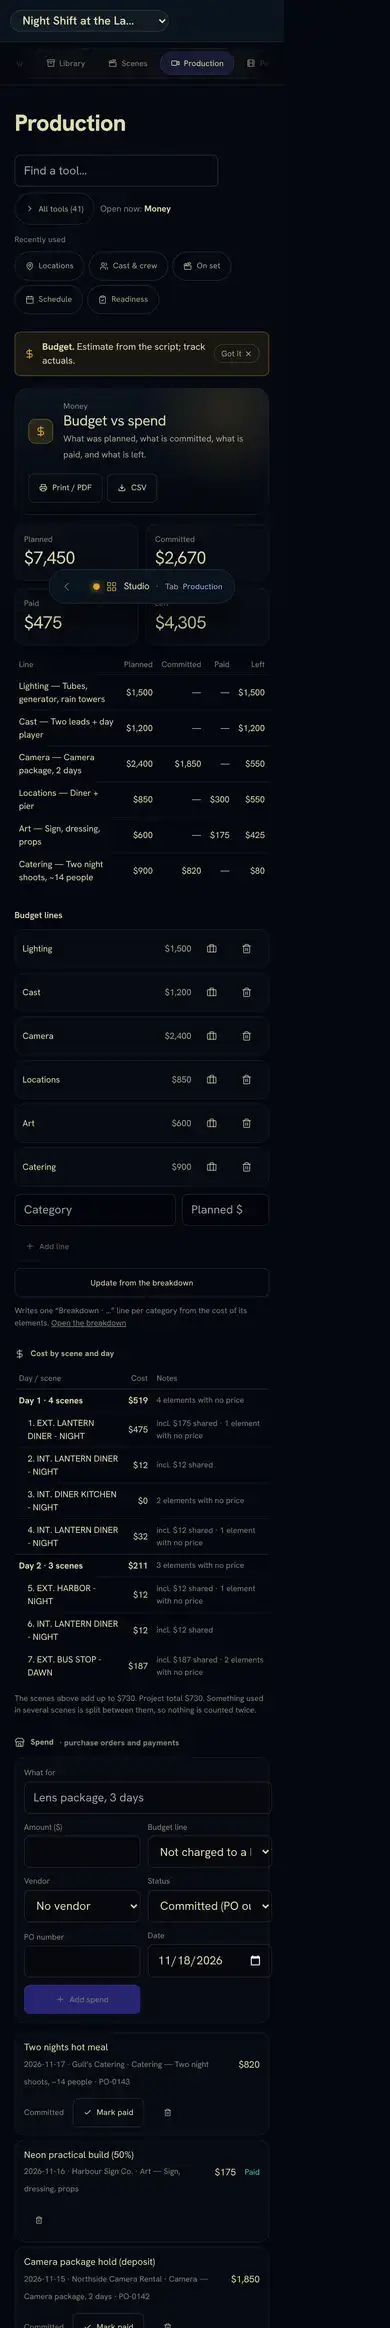 Night Shift at the La...
Library
Scenes
Production
Production
Find a tool...
All tools (41)
Open now: Money
Recently used
Locations
Cast & crew
On set
Schedule
Readiness
Budget. Estimate from the script; track
actuals.
Got it
Money
Budget vs spend
What was planned, what is committed, what is
paid, and what is left.
Print / PDF
CSV
Planned
$7,450
Committed
$2,670
Studio · Tab Production
Paid
$475
Left
$4,305
Line Planned Committed Paid Left
Lighting — Tubes,
generator, rain towers
$1,500 — — $1,500
Cast — Two leads + day
player
$1,200 — — $1,200
Camera — Camera
package, 2 days
$2,400 $1,850 — $550
Locations — Diner +
pier
$850 — $300 $550
Art — Sign, dressing,
props
$600 — $175 $425
Catering — Two night
shoots, ~14 people
$900 $820 — $80
Budget lines
Lighting $1,500
Cast $1,200
Camera $2,400
Locations $850
Art $600
Catering $900
Category
Planned $
+ Add line
Update from the breakdown
Writes one “Breakdown · …” line per category from the cost of its
elements. Open the breakdown
Cost by scene and day
Day / scene Cost Notes
Day 1 · 4 scenes $519 4 elements with no price
1. EXT. LANTERN
DINER - NIGHT
$475
incl. $175 shared · 1 element
with no price
2. INT. LANTERN DINER
- NIGHT
$12 incl. $12 shared
3. INT. DINER KITCHEN
- NIGHT
$0 2 elements with no price
4. INT. LANTERN DINER
- NIGHT
$32
incl. $12 shared · 1 element
with no price
Day 2 · 3 scenes $211 3 elements with no price
5. EXT. HARBOR -
NIGHT
$12
incl. $12 shared · 1 element
with no price
6. INT. LANTERN DINER
- NIGHT
$12 incl. $12 shared
7. EXT. BUS STOP -
DAWN
$187
incl. $187 shared · 2 elements
with no price
The scenes above add up to $730. Project total $730. Something used
in several scenes is split between them, so nothing is counted twice.
Spend · purchase orders and payments
What for
Lens package, 3 days
Amount ($)
Budget line
Not charged to a l
Vendor
Status
No vendor
Committed (PO ou
PO number
Date
11/18/2026
+ Add spend
Two nights hot meal
$820
2026-11-17 · Gull's Catering · Catering — Two night
shoots, ~14 people · PO-0143
Committed
Mark paid
Neon practical build (50%)
2026-11-16 · Harbour Sign Co. · Art — Sign,
dressing, props
$175 Paid
Camera package hold (deposit)
2026-11-15 · Northside Camera Rental · Camera —
Camera package, 2 days · PO-0142
$1,850
Committed
Mark paid